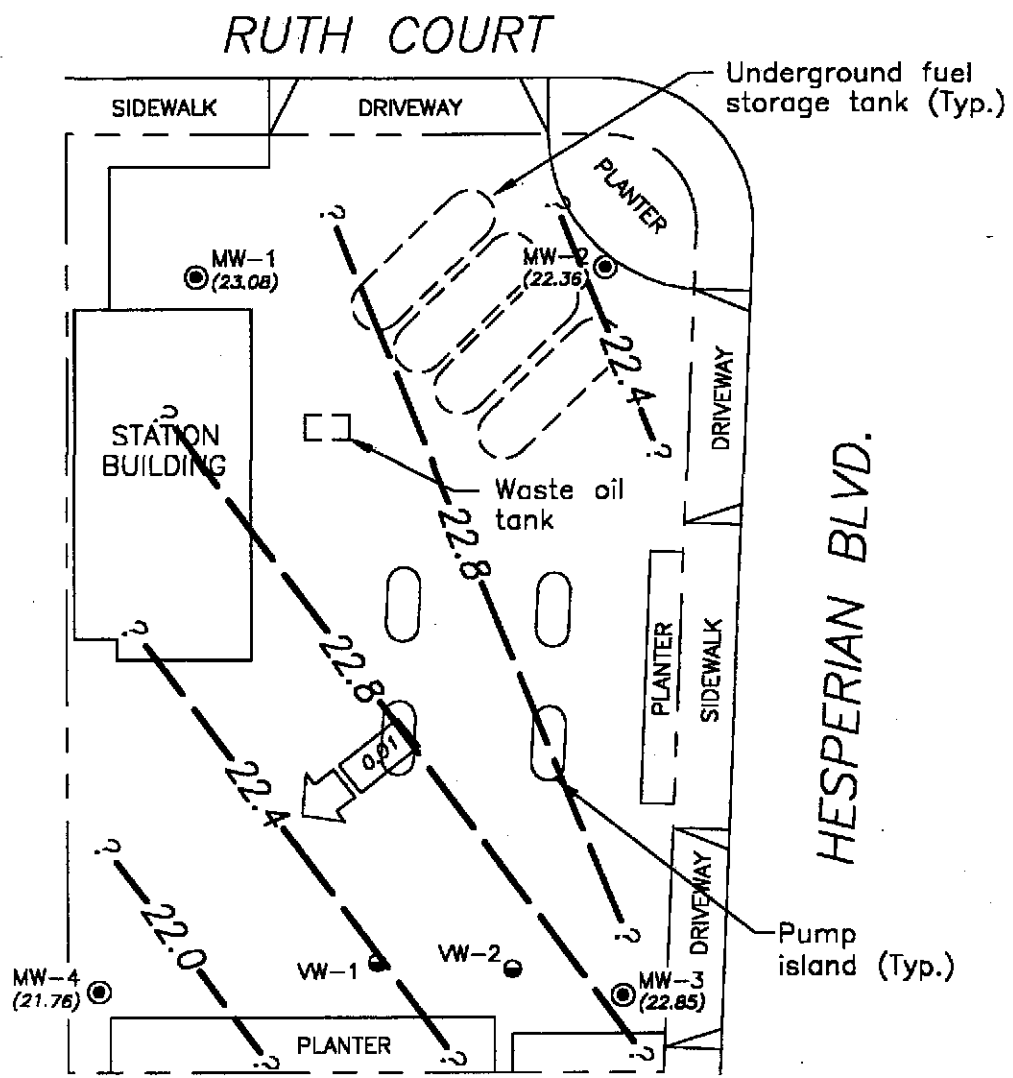 RUTH COURT
Underground fuel
storage tank (Typ.)
SIDEWALK
DRIVEWAY
PLANTER
?
?
MW-1
(23.08)
MW-2
(22.36)
22.4
DRIVEWAY
?
STATION
BUILDING
?
Waste oil
tank
22.8
HESPERIAN BLVD.
PLANTER
SIDEWALK
?
22.8
0.01
22.4
?
22.0
DRIVEWAY
?
Pump
island (Typ.)
VW-1
VW-2
MW-4
(21.76)
MW-3
(22.85)
PLANTER
?
?
?